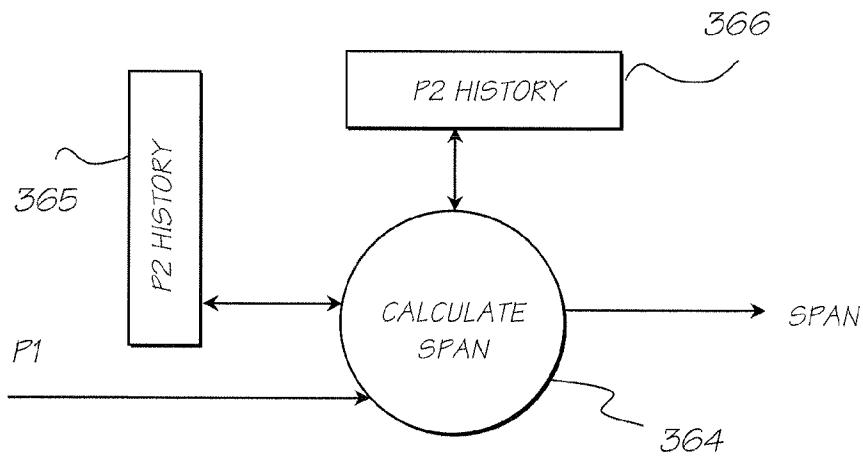 366
P2 HISTORY
365
P2 HISTORY
CALCULATE
SPAN
SPAN
P1
364